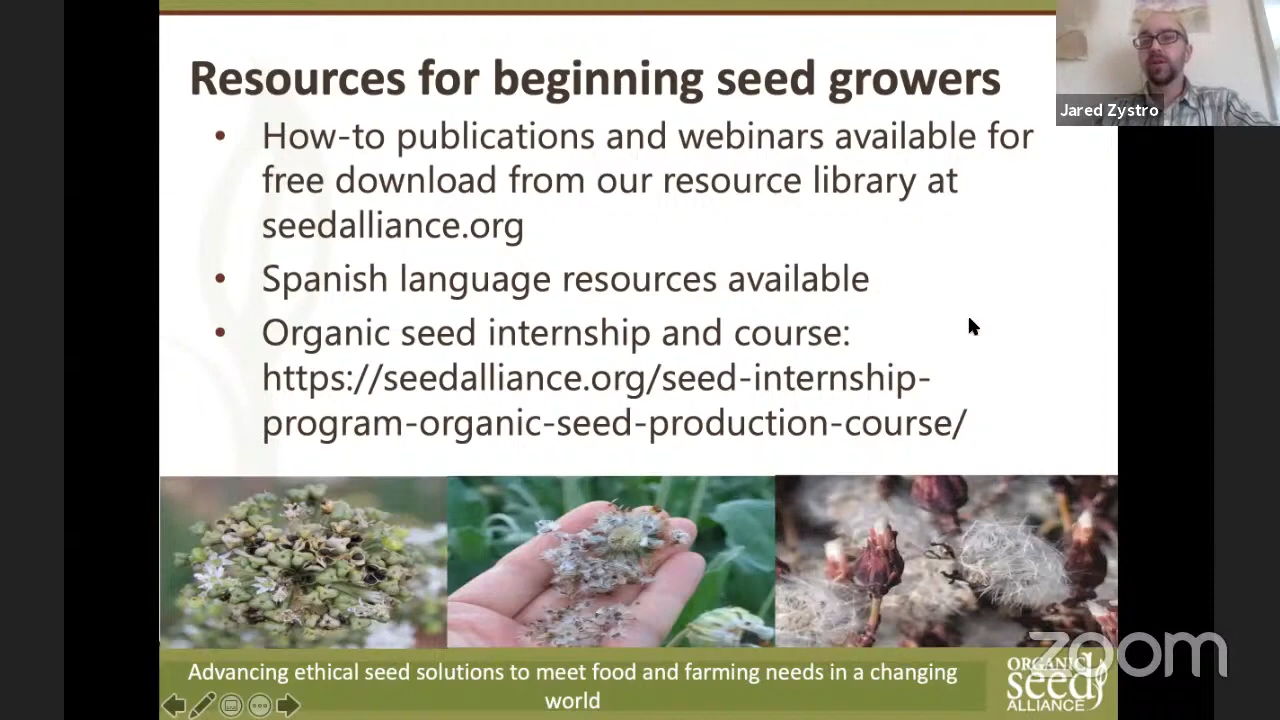 Resources for beginning seed growers
Jared Zystro
• How-to publications and webinars available for
free download from our resource library at
seedalliance.org
• Spanish language resources available
• Organic seed internship and course:
https://seedalliance.org/seed-internship-
program-organic-seed-production-course/
Advancing ethical seed solutions to meet food and farming needs in a changing
world
ORGANIC
seed
ALLIANCE
zoom